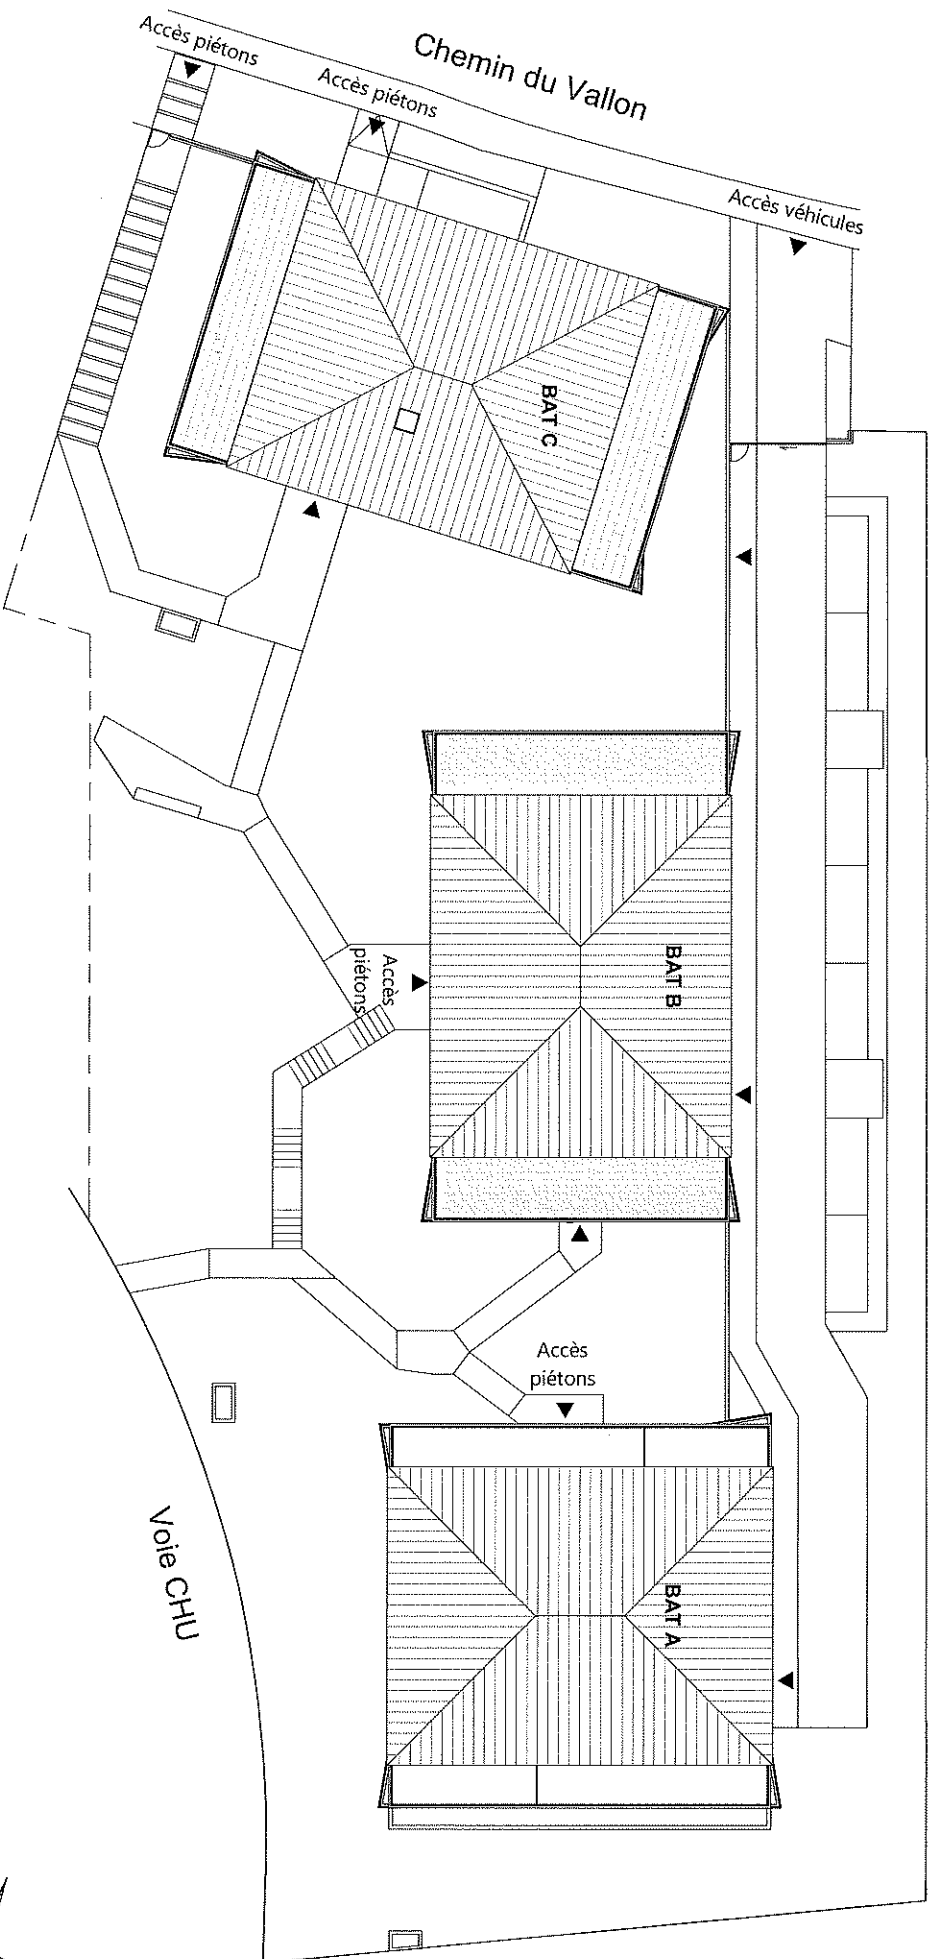 Accès piétons
Chemin du Vallon
Accès piétons
Accès véhicules
BAT C
BAT B
Accès
piétons
Accès
piétons
Voie CHU
BAT A